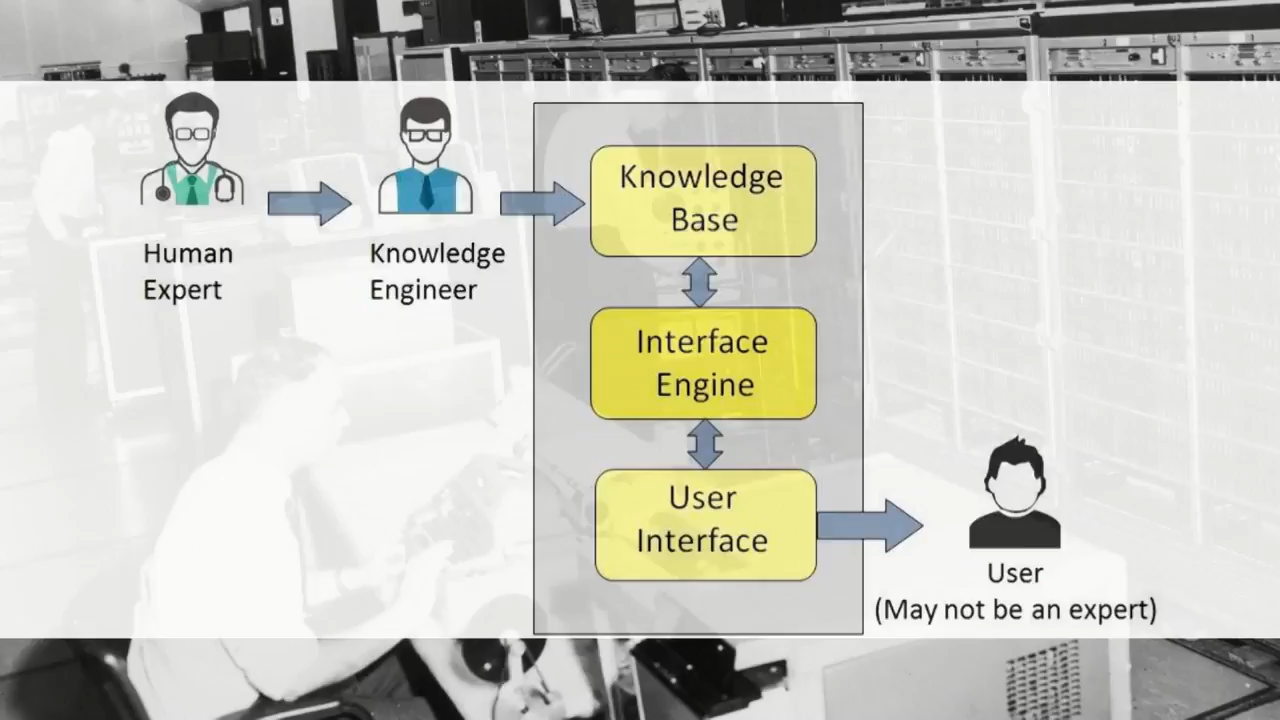 Human
Expert
Knowledge
Engineer
Knowledge
Base
Interface
Engine
User
Interface
User
(May not be an expert)